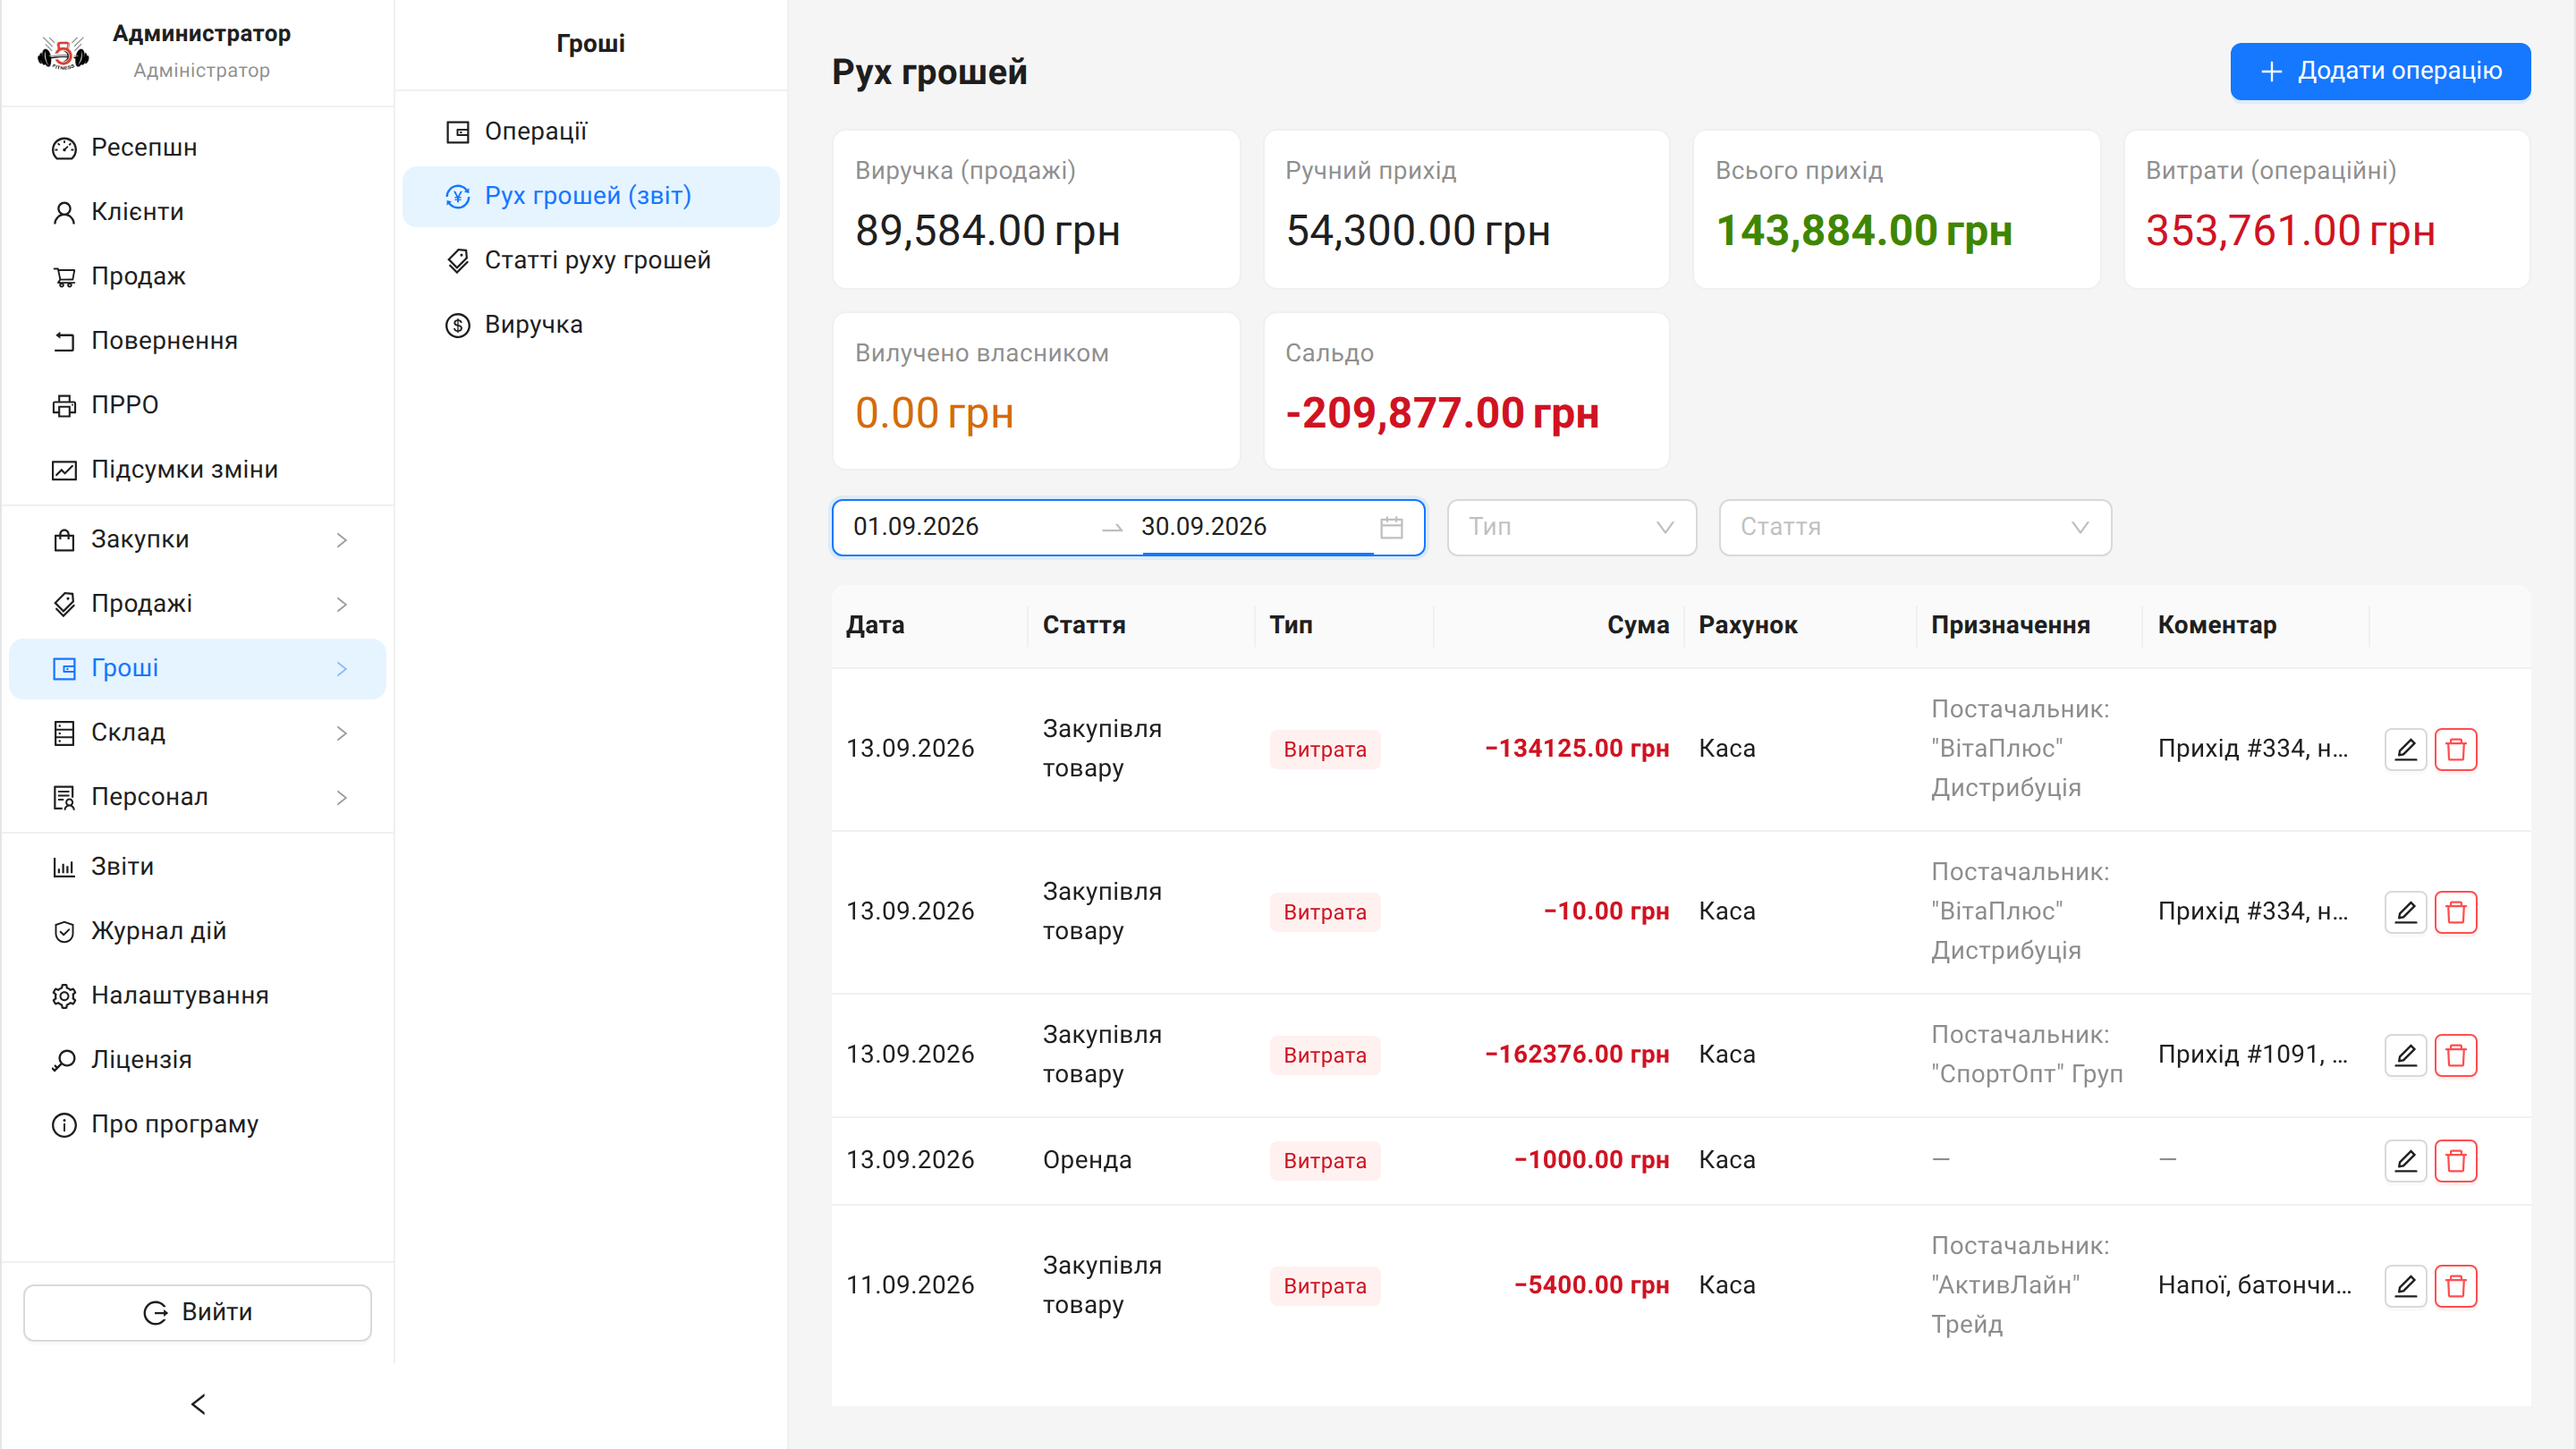 Администратор
Адміністратор
Ресепшн
Клієнти
Продаж
Повернення
ПРРО
Підсумки зміни
Закупки
Продажі
Гроші
Склад
Персонал
Звіти
Журнал дій
Налаштування
Ліцензія
Про програму
Вийти
Гроші
Операції
Рух грошей (звіт)
Статті руху грошей
Виручка
Рух грошей
Додати операцію
Виручка (продажі)
89,584.00 грн
Ручний прихід
54,300.00 грн
Всього прихід
143,884.00 грн
Витрати (операційні)
353,761.00 грн
Вилучено власником
0.00 грн
Сальдо
-209,877.00 грн
01.09.2026 30.09.2026 Тип Стаття
Дата Стаття Тип Сума Рахунок Призначення Коментар
13.09.2026 Закупівля товару Витрата −134125.00 грн Каса Постачальник: "ВітаПлюс" Дистрибуція Прихід #334, н...
13.09.2026 Закупівля товару Витрата −10.00 грн Каса Постачальник: "ВітаПлюс" Дистрибуція Прихід #334, н...
13.09.2026 Закупівля товару Витрата −162376.00 грн Каса Постачальник: "СпортОпт" Груп Прихід #1091, ...
13.09.2026 Оренда Витрата −1000.00 грн Каса — —
11.09.2026 Закупівля товару Витрата −5400.00 грн Каса Постачальник: "АктивЛайн" Трейд Напої, батончи...